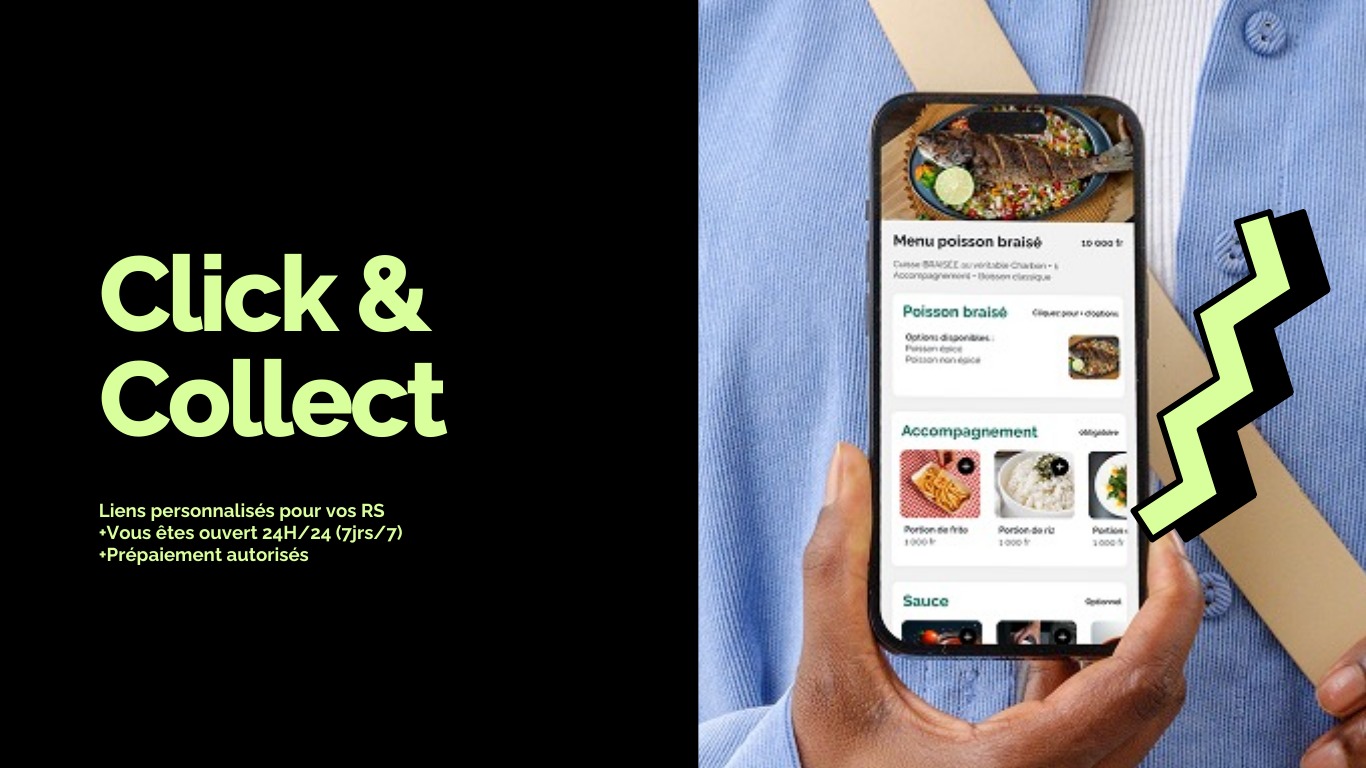 Click &
Collect
Liens personnalisés pour vos RS
+Vous êtes ouvert 24H/24 (7jrs/7)
+Prépaiement autorisés
Menu poisson braisé
10 000 fr
Cuisse BRAISEE au véritable Charbon + 1
Accompagnement + Boisson classique
Poisson braisé
Cliquez pour + d'options
Options disponibles :
Poisson épicé
Poisson non épicé
Accompagnement
obligatoire
Portion de frite
Portion de riz
Portion
1 000 fr
1 000 fr
1 000 fr
Sauce
Optionnel